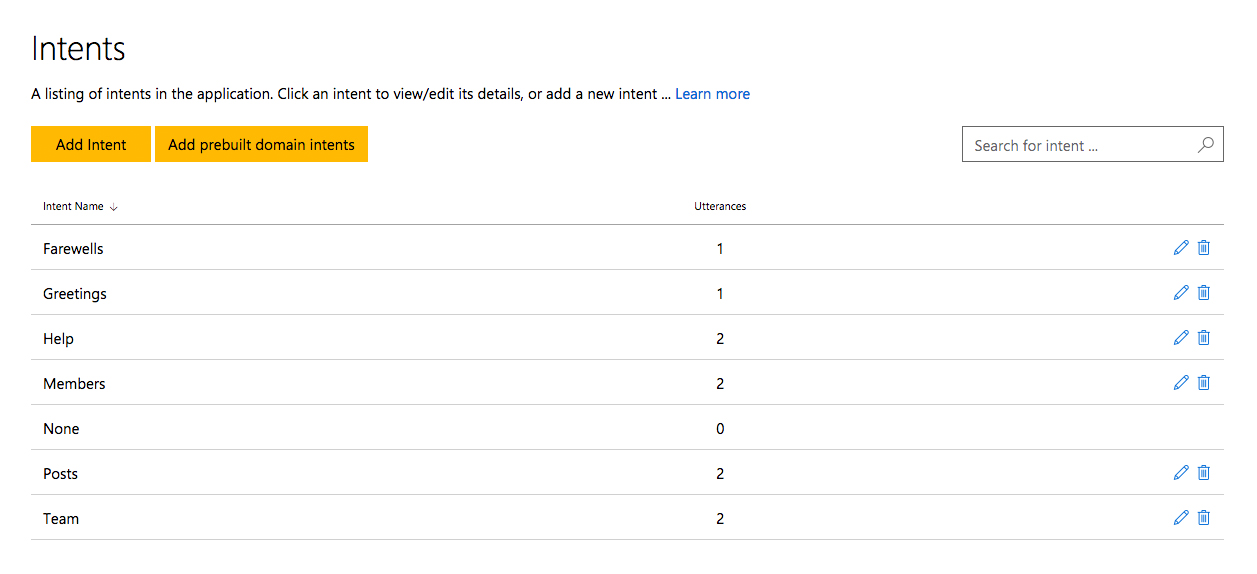 Intents
A listing of intents in the application. Click an intent to view/edit its details, or add a new intent ... Learn more
Add Intent Add prebuilt domain intents Search for intent ...
Intent Name ↓ Utterances
Farewells 1
Greetings 1
Help 2
Members 2
None 0
Posts 2
Team 2